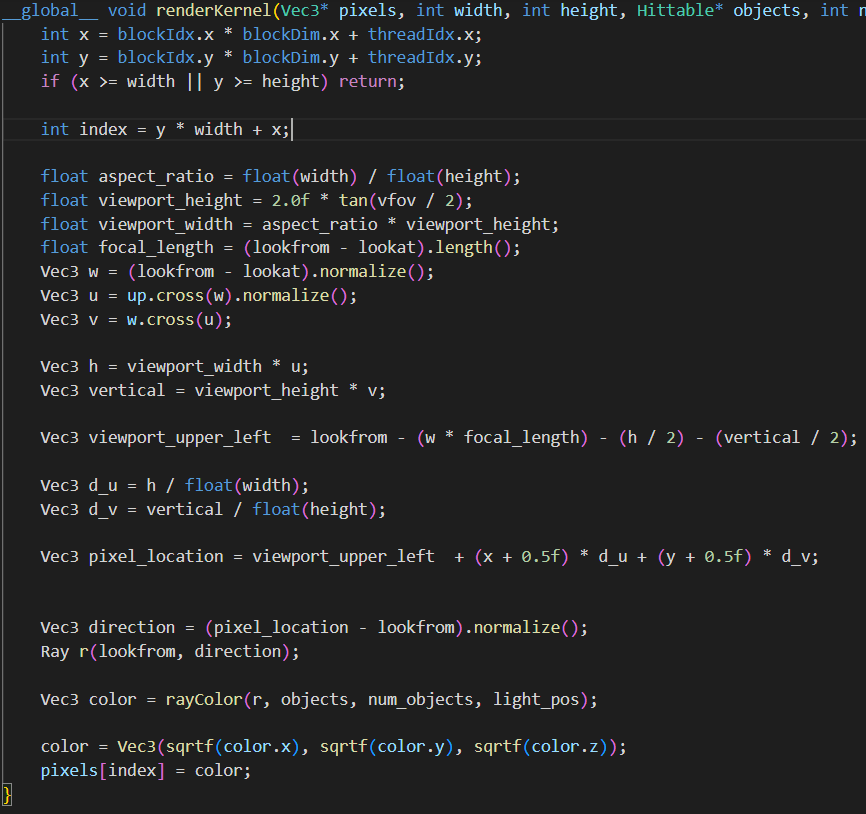 __global__ void renderKernel(Vec3* pixels, int width, int height, Hittable* objects, int
int x = blockIdx.x * blockDim.x + threadIdx.x;
int y = blockIdx.y * blockDim.y + threadIdx.y;
if (x >= width || y >= height) return;
int index = y * width + x;
float aspect_ratio = float(width) / float(height);
float viewport_height = 2.0f * tan(vfov / 2);
float viewport_width = aspect_ratio * viewport_height;
float focal_length = (lookfrom - lookat).length();
Vec3 w = (lookfrom - lookat).normalize();
Vec3 u = up.cross(w).normalize();
Vec3 v = w.cross(u);
Vec3 h = viewport_width * u;
Vec3 vertical = viewport_height * v;
Vec3 viewport_upper_left  = lookfrom - (w * focal_length) - (h / 2) - (vertical / 2);
Vec3 d_u = h / float(width);
Vec3 d_v = vertical / float(height);
Vec3 pixel_location = viewport_upper_left  + (x + 0.5f) * d_u + (y + 0.5f) * d_v;
Vec3 direction = (pixel_location - lookfrom).normalize();
Ray r(lookfrom, direction);
Vec3 color = rayColor(r, objects, num_objects, light_pos);
color = Vec3(sqrtf(color.x), sqrtf(color.y), sqrtf(color.z));
pixels[index] = color;
}